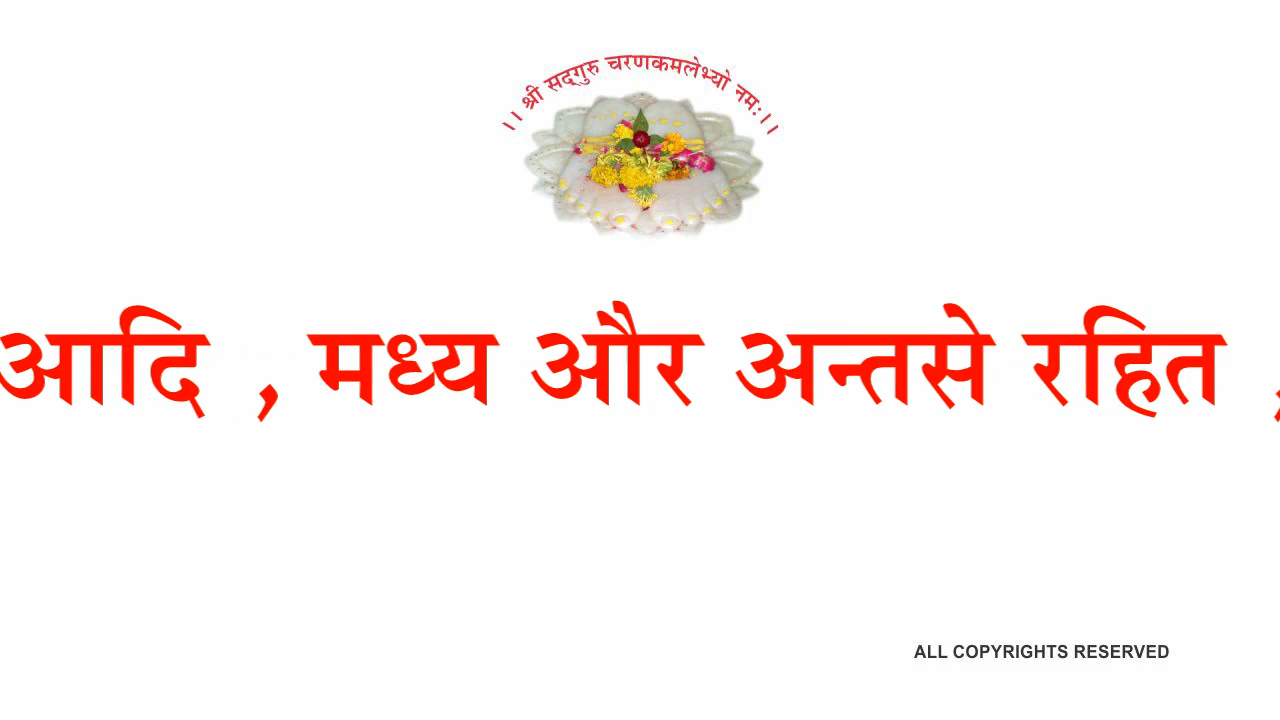 ।। श्री सद्‌गुरु चरणकमलेभ्यो नमः।।
आदि , मध्य और अन्तसे रहित ,
ALL COPYRIGHTS RESERVED